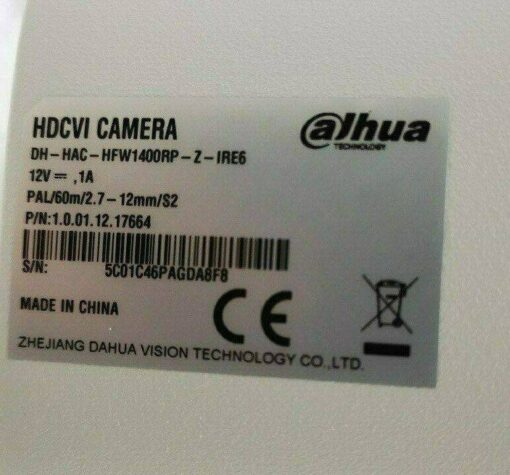 HDCVI CAMERA
alhua
TECHNOLOGY
DH-HAC-HFW1400RP-Z-IRE6
12V⎓ ,1A
PAL/60m/2.7-12mm/S2
P/N:1.0.01.12.17664
S/N: 5C01C46PAGDA8F8
MADE IN CHINA
CE
ZHEJIANG DAHUA VISION TECHNOLOGY CO.,LTD.